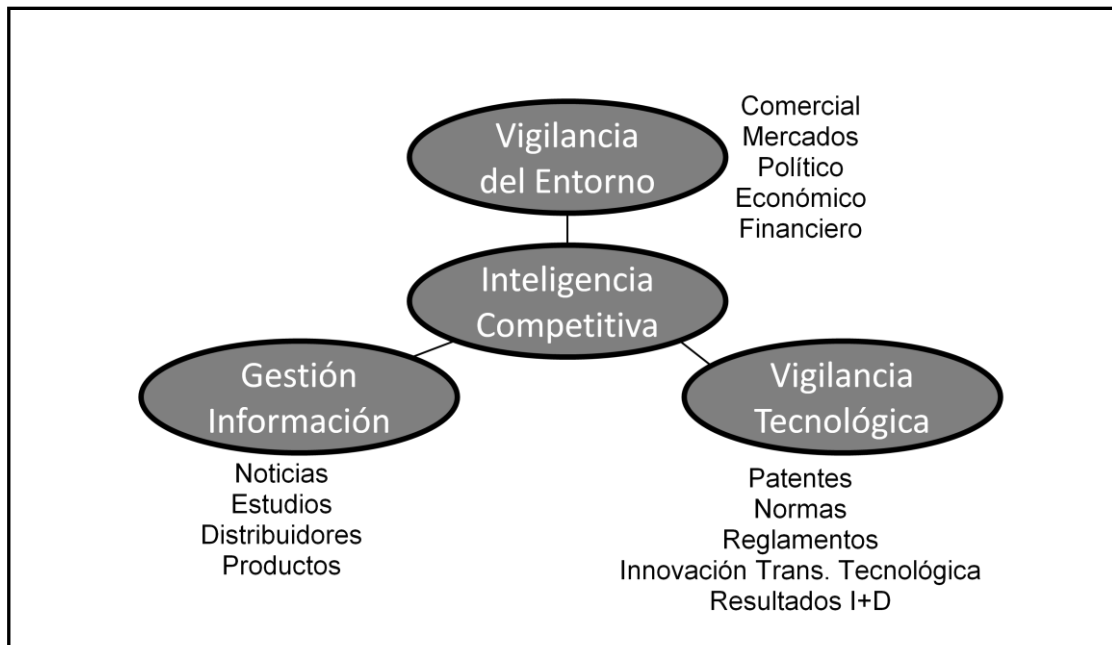 Vigilancia
del Entorno
Comercial
Mercados
Político
Económico
Financiero
Inteligencia
Competitiva
Gestión
Información
Noticias
Estudios
Distribuidores
Productos
Vigilancia
Tecnológica
Patentes
Normas
Reglamentos
Innovación Trans. Tecnológica
Resultados I+D